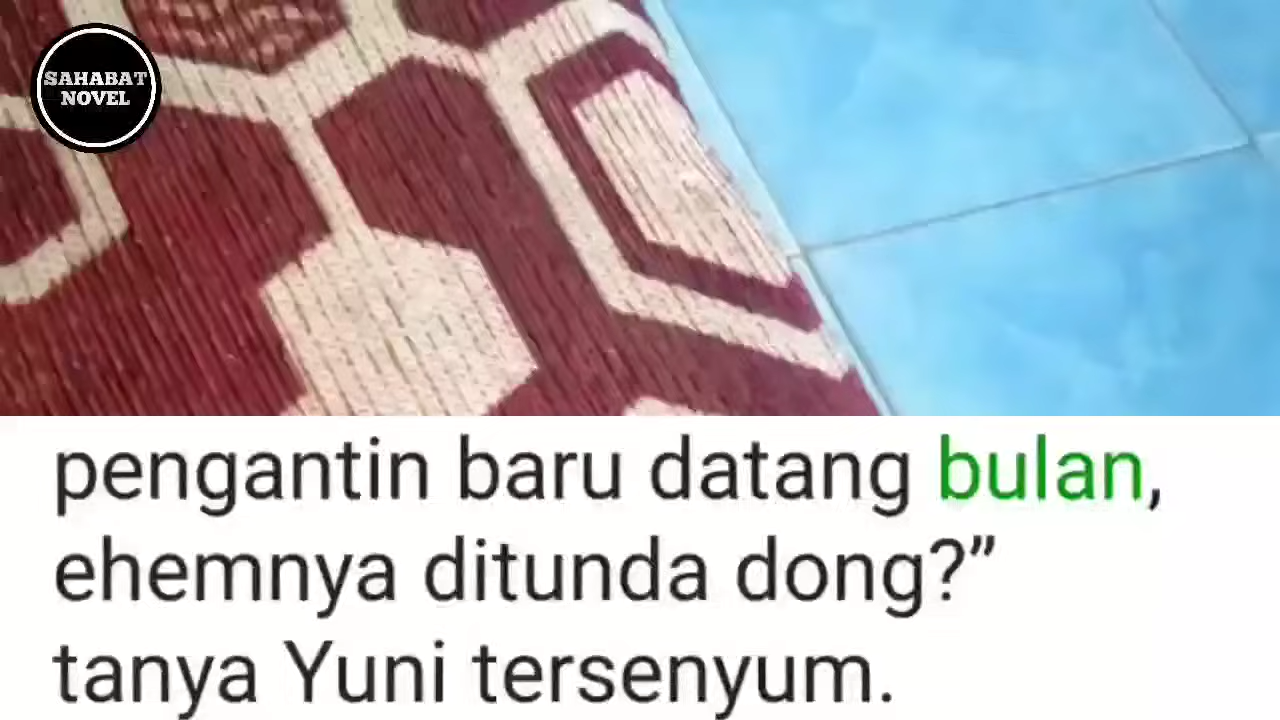 SAHABAT
NOVEL
pengantin baru datang bulan,
ehemnya ditunda dong?”
tanya Yuni tersenyum.